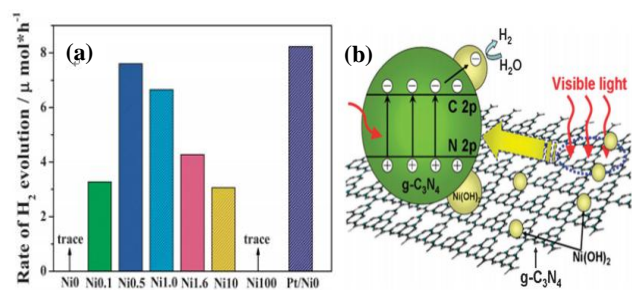 (a)
Rate of H₂ evolution / μ mol*h⁻¹
8
6
4
2
0
trace
trace
Ni0 Ni0.1 Ni0.5 Ni1.0 Ni1.6 Ni10 Ni100 Pt/Ni0
(b)
H₂
H₂O
Visible light
C 2p
N 2p
g-C₃N₄
Ni(OH)₂
Ni(OH)₂
g-C₃N₄